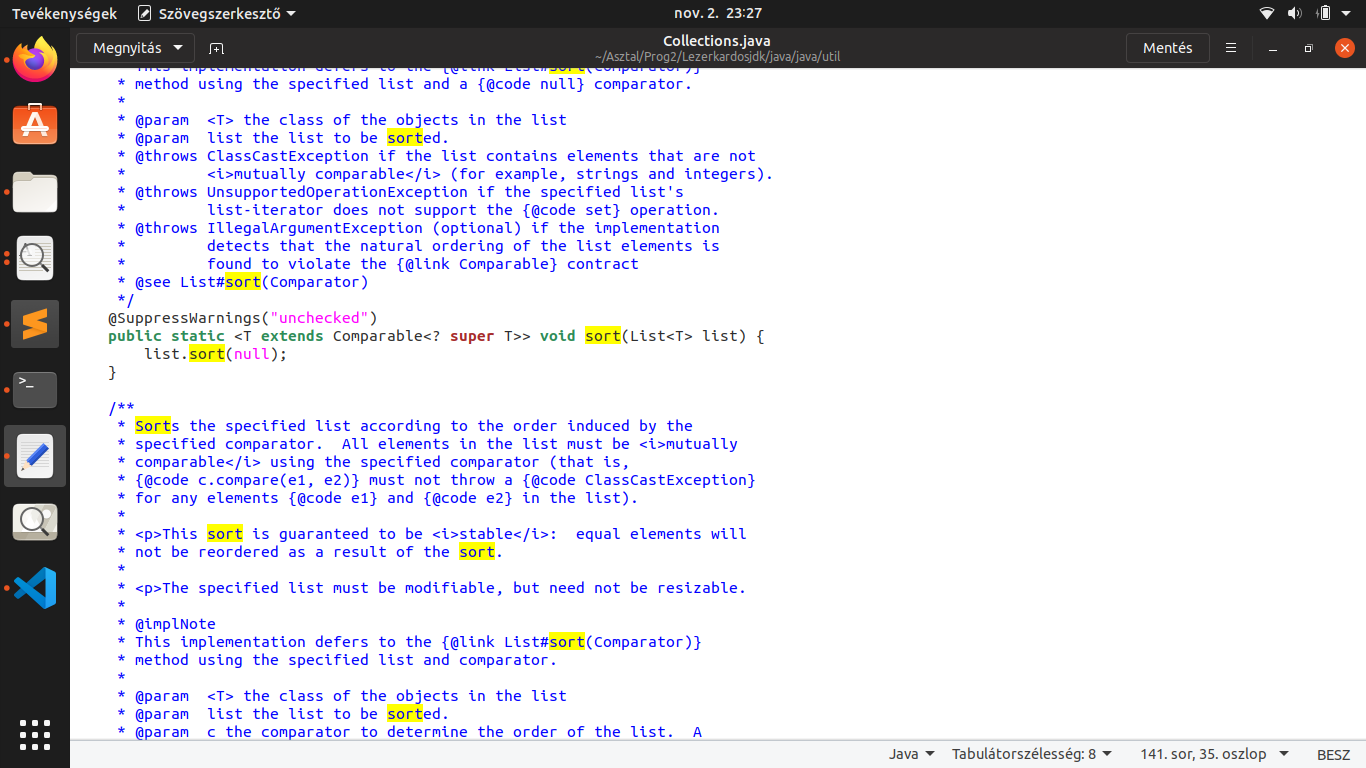 Tevékenységek Szövegszerkesztő nov. 2. 23:27
Megnyitás Collections.java Mentés
~/Asztal/Prog2/Lezerkardosjdk/java/java/util
* This implementation defers to the {@link List#sort(Comparator)}
* method using the specified list and a {@code null} comparator.
*
* @param  <T> the class of the objects in the list
* @param  list the list to be sorted.
* @throws ClassCastException if the list contains elements that are not
*         <i>mutually comparable</i> (for example, strings and integers).
* @throws UnsupportedOperationException if the specified list's
*         list-iterator does not support the {@code set} operation.
* @throws IllegalArgumentException (optional) if the implementation
*         detects that the natural ordering of the list elements is
*         found to violate the {@link Comparable} contract
* @see List#sort(Comparator)
*/
@SuppressWarnings("unchecked")
public static <T extends Comparable<? super T>> void sort(List<T> list) {
    list.sort(null);
}
/**
* Sorts the specified list according to the order induced by the
* specified comparator.  All elements in the list must be <i>mutually
* comparable</i> using the specified comparator (that is,
* {@code c.compare(e1, e2)} must not throw a {@code ClassCastException}
* for any elements {@code e1} and {@code e2} in the list).
*
* <p>This sort is guaranteed to be <i>stable</i>:  equal elements will
* not be reordered as a result of the sort.
*
* <p>The specified list must be modifiable, but need not be resizable.
*
* @implNote
* This implementation defers to the {@link List#sort(Comparator)}
* method using the specified list and comparator.
*
* @param  <T> the class of the objects in the list
* @param  list the list to be sorted.
* @param  c the comparator to determine the order of the list.  A
Java Tabulátorszélesség: 8 141. sor, 35. oszlop BESZ